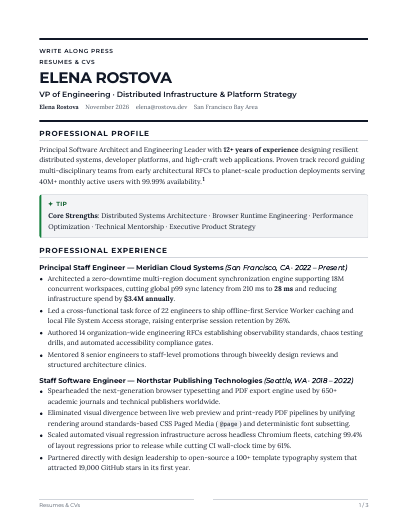 WRITE ALONG PRESS
RESUMES & CVS
ELENA ROSTOVA
VP of Engineering · Distributed Infrastructure & Platform Strategy
Elena Rostova November 2026 elena@rostova.dev San Francisco Bay Area
PROFESSIONAL PROFILE
Principal Software Architect and Engineering Leader with 12+ years of experience designing resilient
distributed systems, developer platforms, and high-craft web applications. Proven track record guiding
multi-disciplinary teams from early architectural RFCs to planet-scale production deployments serving
40M+ monthly active users with 99.99% availability.1
✦ TIP
Core Strengths: Distributed Systems Architecture · Browser Runtime Engineering · Performance
Optimization · Technical Mentorship · Executive Product Strategy
PROFESSIONAL EXPERIENCE
Principal Staff Engineer — Meridian Cloud Systems (San Francisco, CA · 2022 – Present)
• Architected a zero-downtime multi-region document synchronization engine supporting 18M
concurrent workspaces, cutting global p99 sync latency from 210 ms to 28 ms and reducing
infrastructure spend by $3.4M annually.
• Led a cross-functional task force of 22 engineers to ship offline-first Service Worker caching and
local File System Access storage, raising enterprise session retention by 26%.
• Authored 14 organization-wide engineering RFCs establishing observability standards, chaos testing
drills, and automated accessibility compliance gates.
• Mentored 8 senior engineers to staff-level promotions through biweekly design reviews and
structured architecture clinics.
Staff Software Engineer — Northstar Publishing Technologies (Seattle, WA · 2018 – 2022)
• Spearheaded the next-generation browser typesetting and PDF export engine used by 650+
academic journals and technical publishers worldwide.
• Eliminated visual divergence between live web preview and print-ready PDF pipelines by unifying
rendering around standards-based CSS Paged Media (@page) and deterministic font subsetting.
• Scaled automated visual regression infrastructure across headless Chromium fleets, catching 99.4%
of layout regressions prior to release while cutting CI wall-clock time by 61%.
• Partnered directly with design leadership to open-source a 100+ template typography system that
attracted 19,000 GitHub stars in its first year.
Resumes & CVs 1 / 3